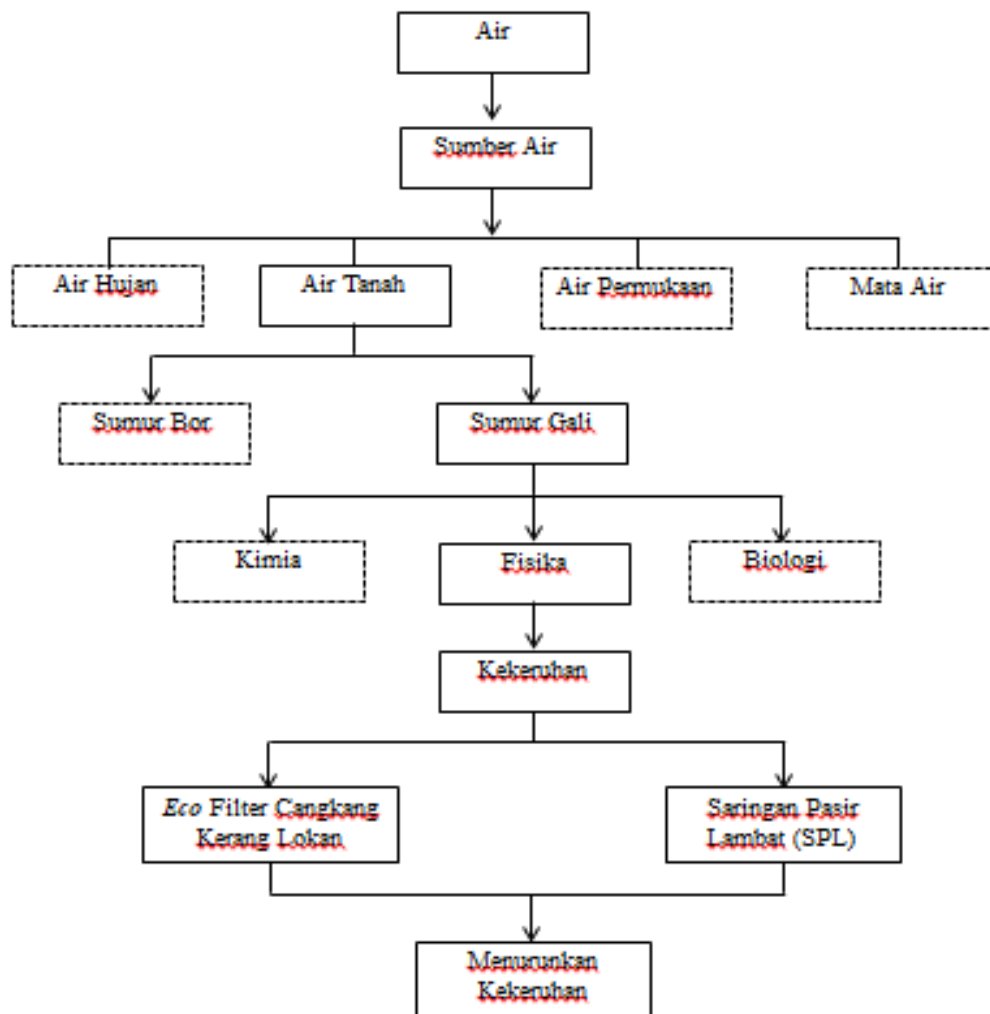 Air
Sumber Air
Air Hujan
Air Tanah
Air Permukaan
Mata Air
Sumur Bor
Sumur Gali
Kimia
Fisika
Biologi
Kekeruhan
Eco Filter Cangkang
Kerang Lokan
Saringan Pasir
Lambat (SPL)
Menurunkan
Kekeruhan